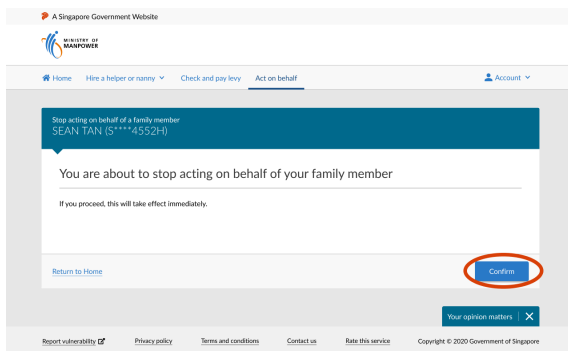 A Singapore Government Website
MINISTRY OF
MANPOWER
Home Hire a helper or nanny Check and pay levy Act on behalf Account
Stop acting on behalf of a family member
SEAN TAN (S****4552H)
You are about to stop acting on behalf of your family member
If you proceed, this will take effect immediately.
Return to Home Confirm
Your opinion matters
Report vulnerability Privacy policy Terms and conditions Contact us Rate this service Copyright © 2020 Government of Singapore